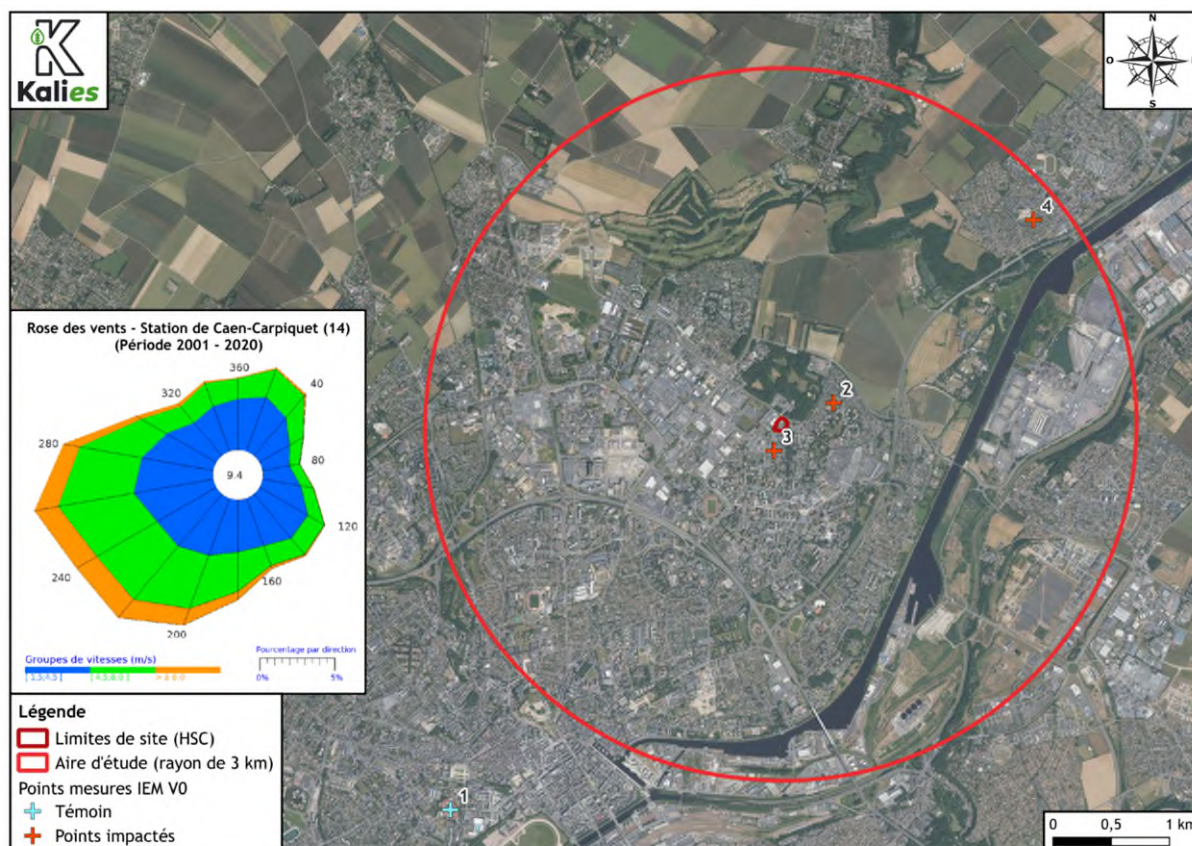 Kalies
N
O
S
4
2
3
1
Rose des vents - Station de Caen-Carpiquet (14)
(Période 2001 - 2020)
360
320
40
280
80
9.4
120
240
160
200
Groupes de vitesses (m/s)
Pourcentage par direction
0% 5%
Légende
Limites de site (HSC)
Aire d'étude (rayon de 3 km)
Points mesures IEM V0
Témoin
Points impactés
0 0,5 1 km